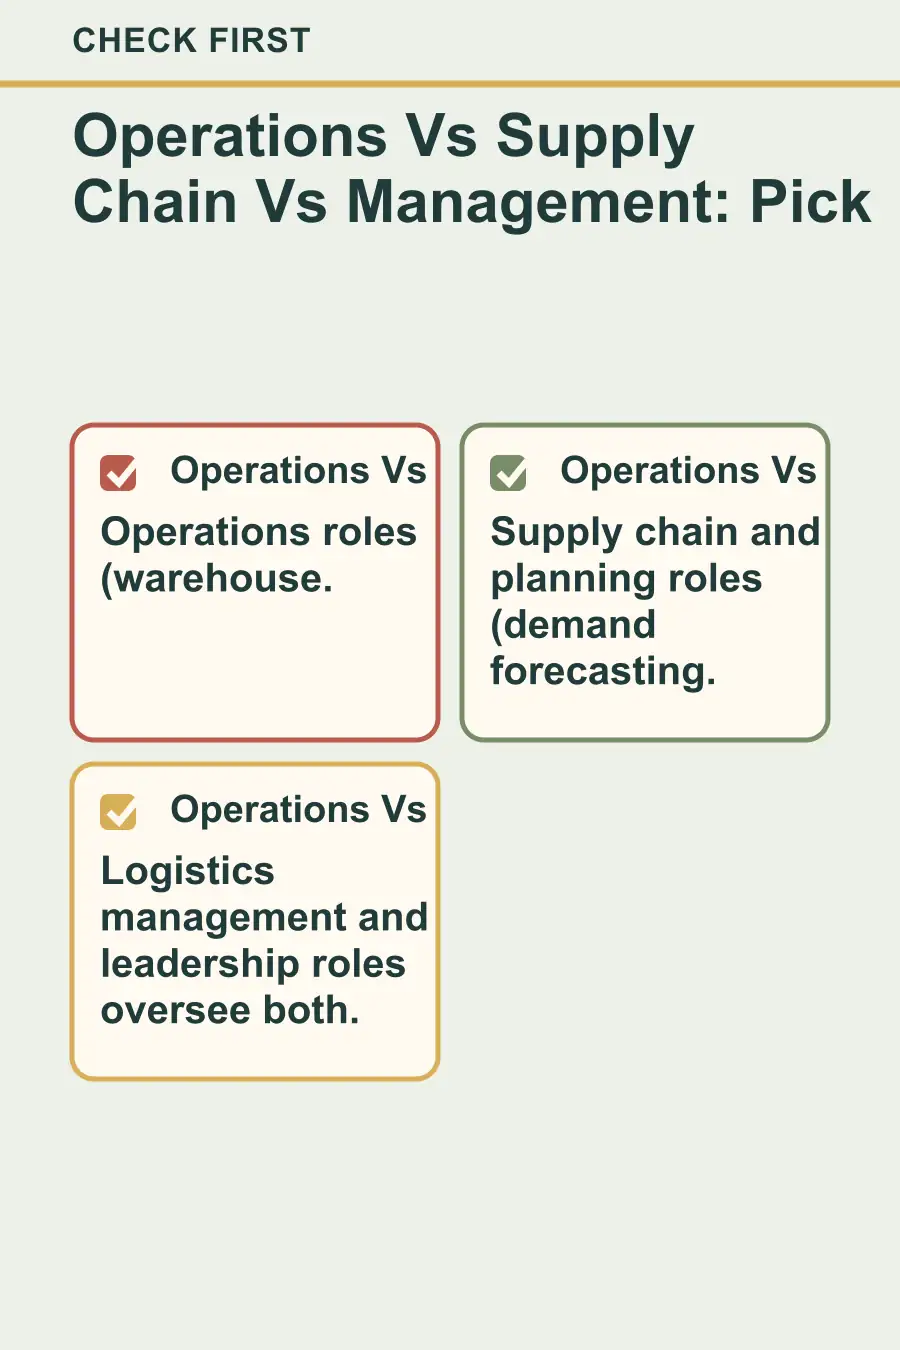 CHECK FIRST
Operations Vs Supply
Chain Vs Management: Pick
Operations Vs
Operations roles
(warehouse.
Operations Vs
Supply chain and
planning roles
(demand
forecasting.
Operations Vs
Logistics
management and
leadership roles
oversee both.